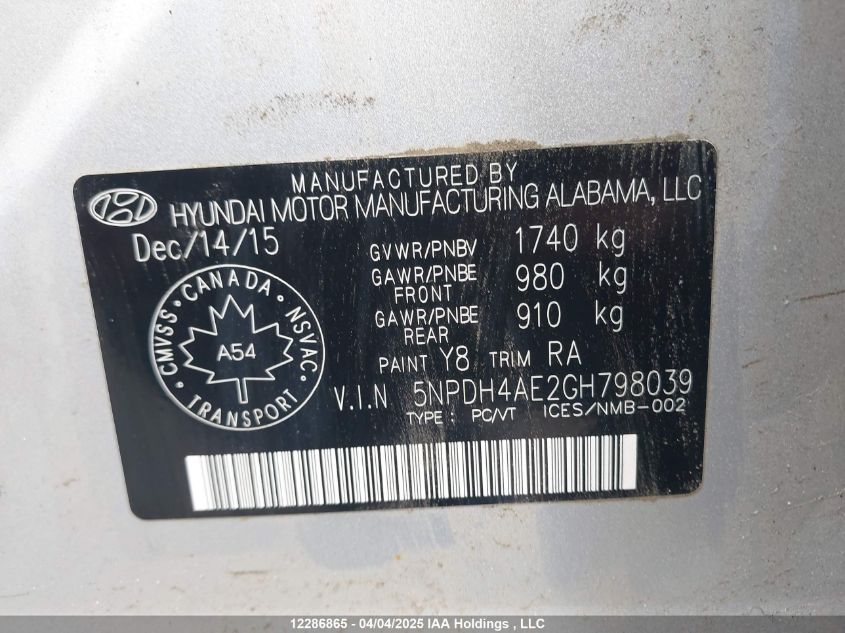 MANUFACTURED BY
HYUNDAI MOTOR MANUFACTURING ALABAMA, LLC
Dec/14/15
GVWR/PNBV 1740 kg
GAWR/PNBE FRONT 980 kg
GAWR/PNBE REAR 910 kg
PAINT Y8 TRIM RA
V.I.N 5NPDH4AE2GH798039
TYPE: PC/VT ICES/NMB-002
CMVSS • CANADA • NSVAC
A54
TRANSPORT
12286865 - 04/04/2025 IAA Holdings , LLC